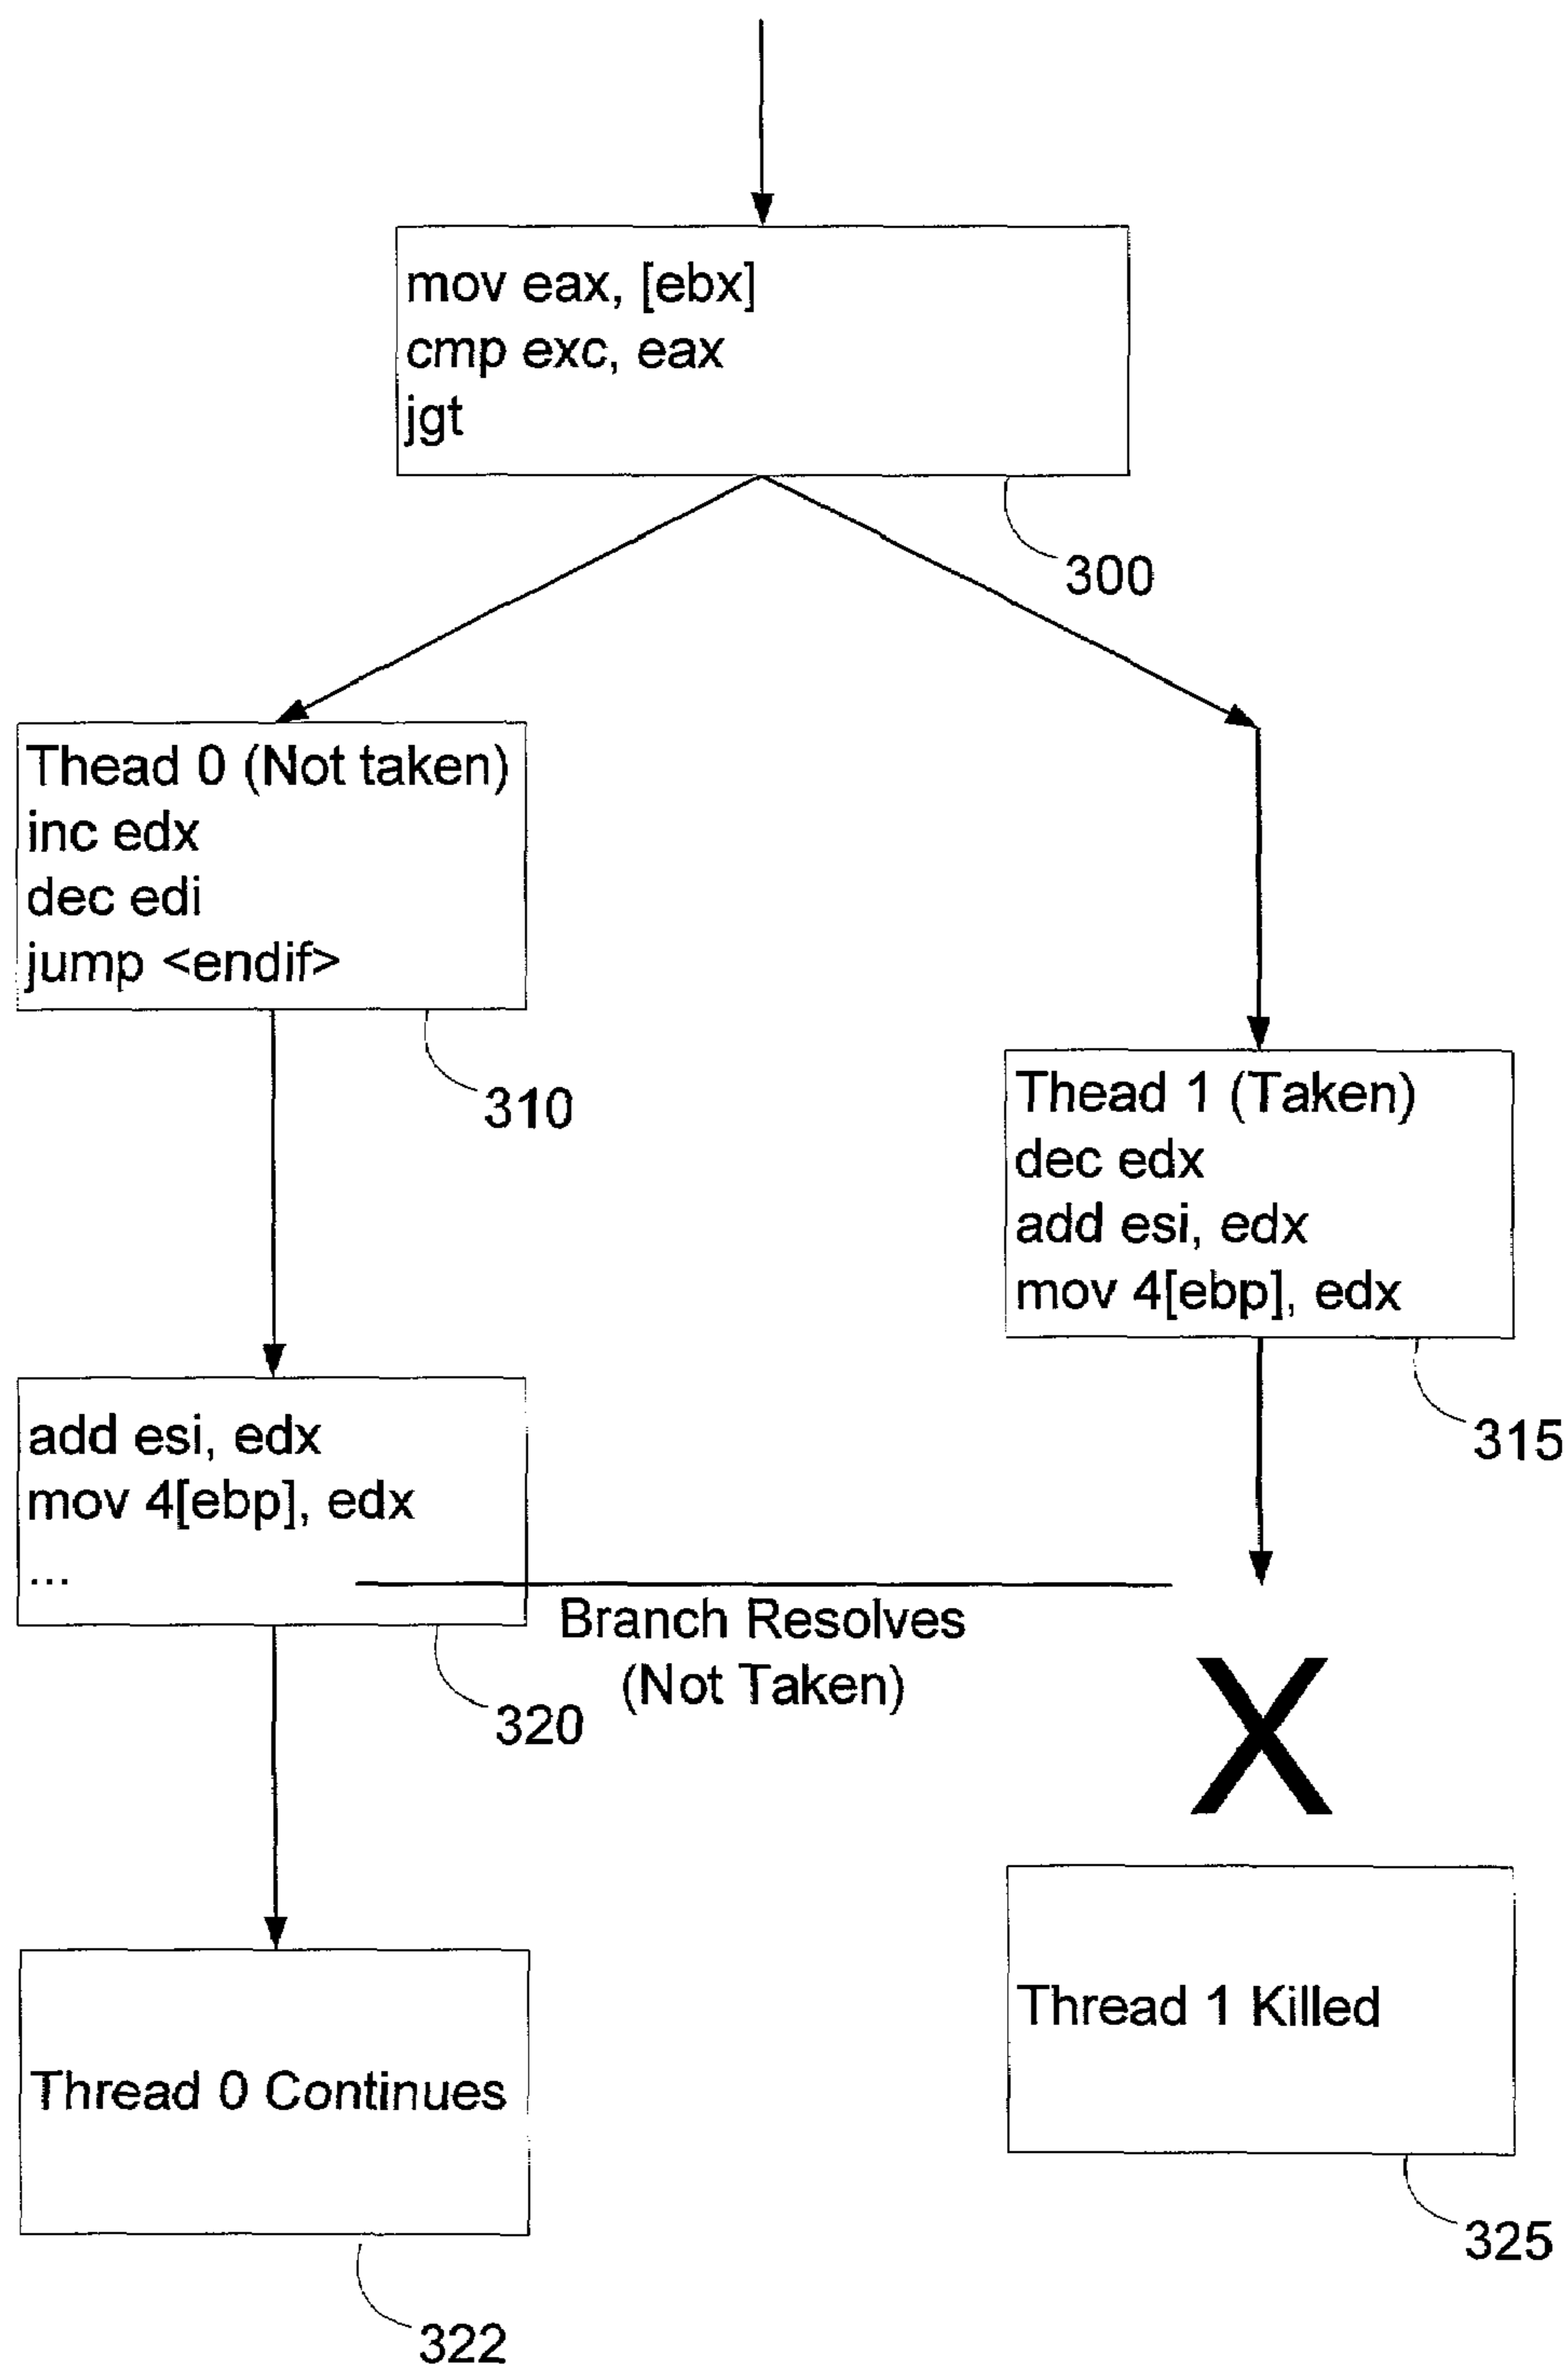 mov eax, [ebx]
cmp exc, eax
jgt
300
Thead 0 (Not taken)
inc edx
dec edi
jump <endif>
310
Thead 1 (Taken)
dec edx
add esi, edx
mov 4[ebp], edx
315
add esi, edx
mov 4[ebp], edx
...
320
Branch Resolves
(Not Taken)
X
Thread 1 Killed
325
Thread 0 Continues
322